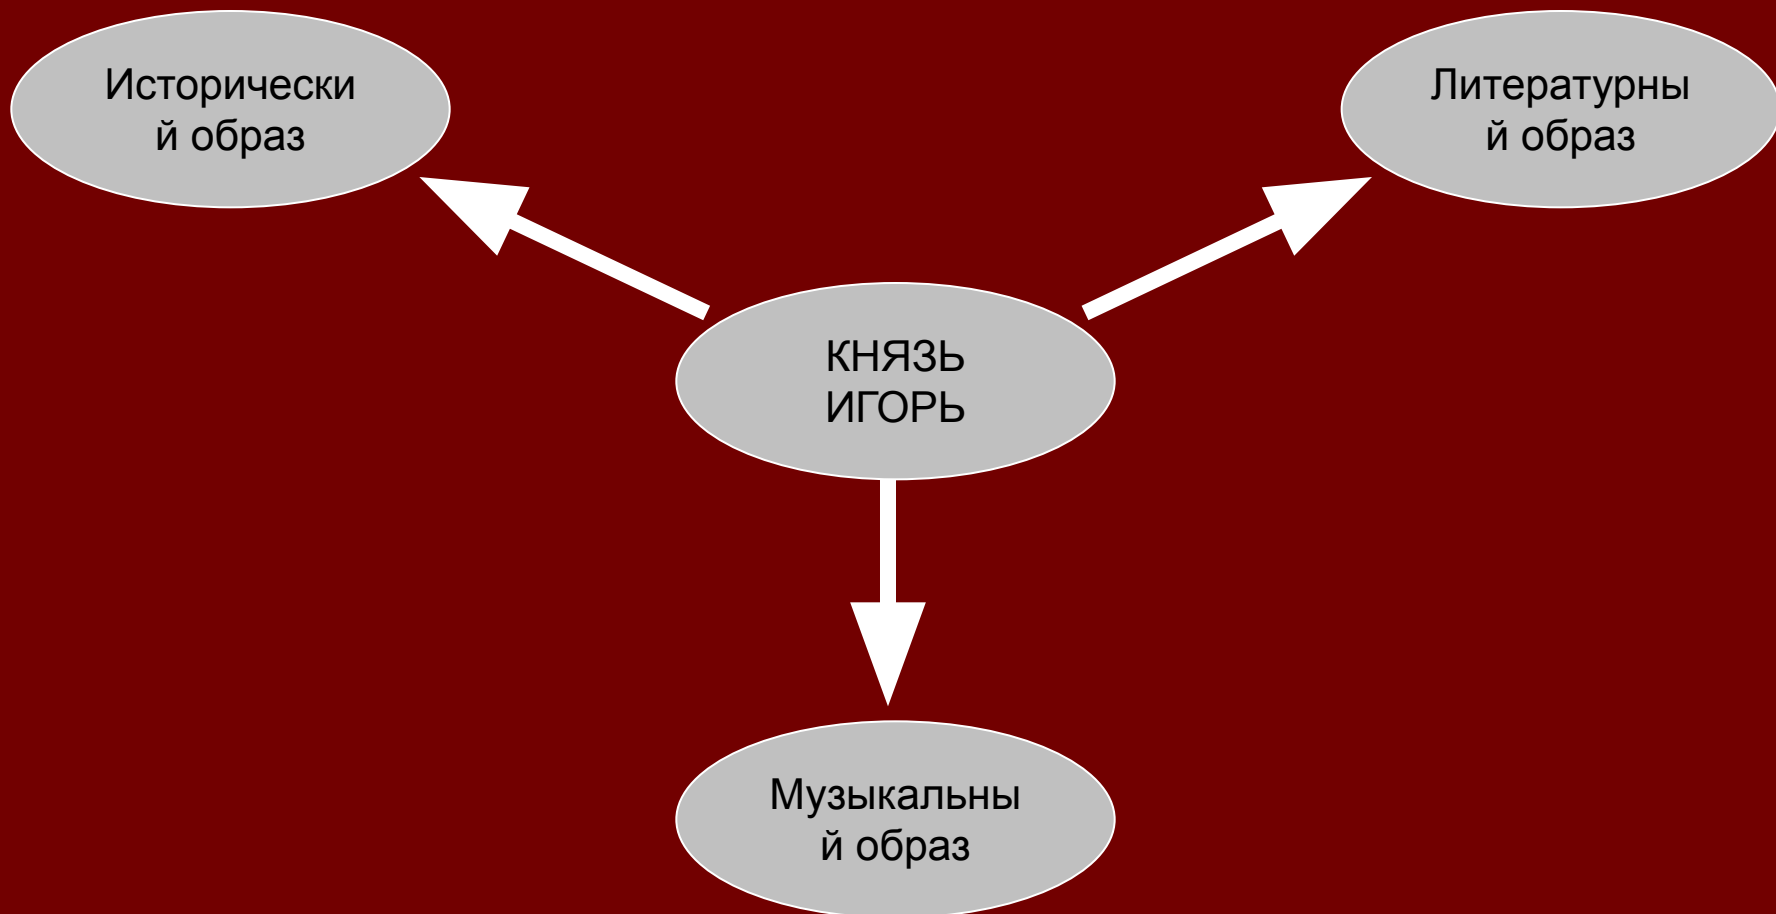 Исторически
й образ
Литературны
й образ
КНЯЗЬ
ИГОРЬ
Музыкальны
й образ